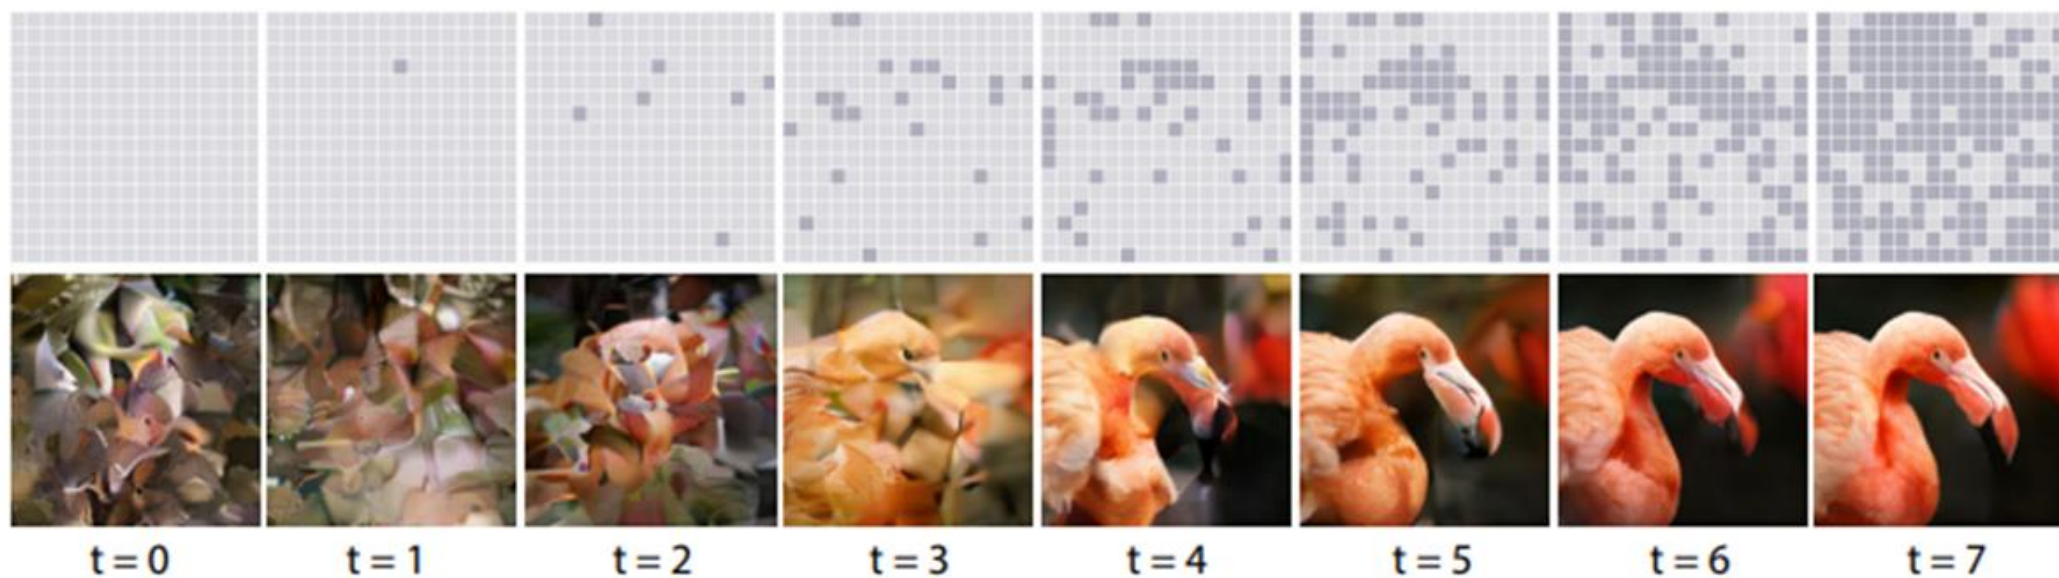 t = 0 t = 1 t = 2 t = 3 t = 4 t = 5 t = 6 t = 7